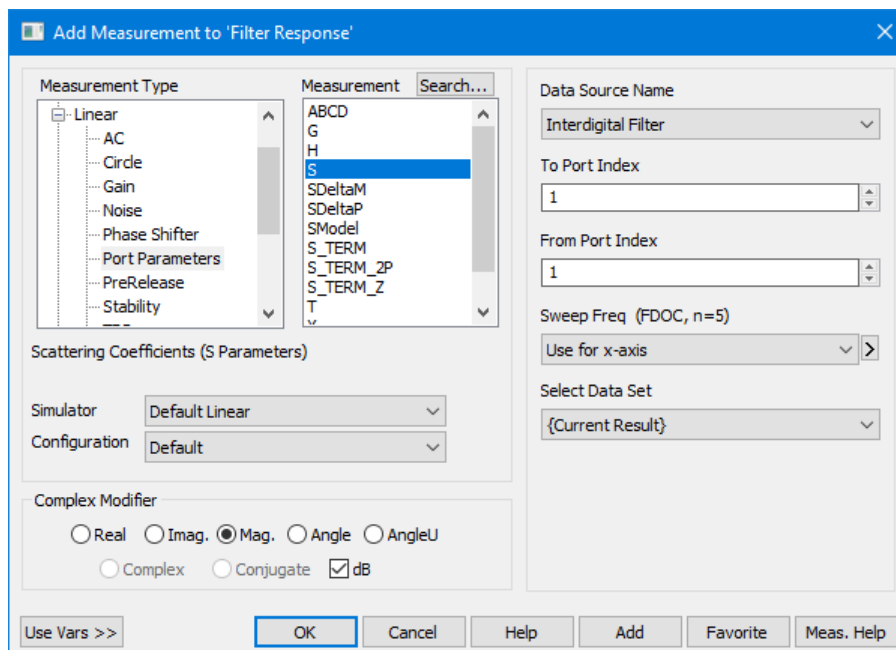 Add Measurement to 'Filter Response'
Measurement Type
Linear
AC
Circle
Gain
Noise
Phase Shifter
Port Parameters
PreRelease
Stability
Measurement
Search...
ABCD
G
H
S
SDeltaM
SDeltaP
SModel
S_TERM
S_TERM_2P
S_TERM_Z
T
Scattering Coefficients (S Parameters)
Simulator
Default Linear
Configuration
Default
Complex Modifier
Real Imag. Mag. Angle AngleU
Complex Conjugate dB
Data Source Name
Interdigital Filter
To Port Index
1
From Port Index
1
Sweep Freq (FDOC, n=5)
Use for x-axis
>
Select Data Set
{Current Result}
Use Vars >> OK Cancel Help Add Favorite Meas. Help